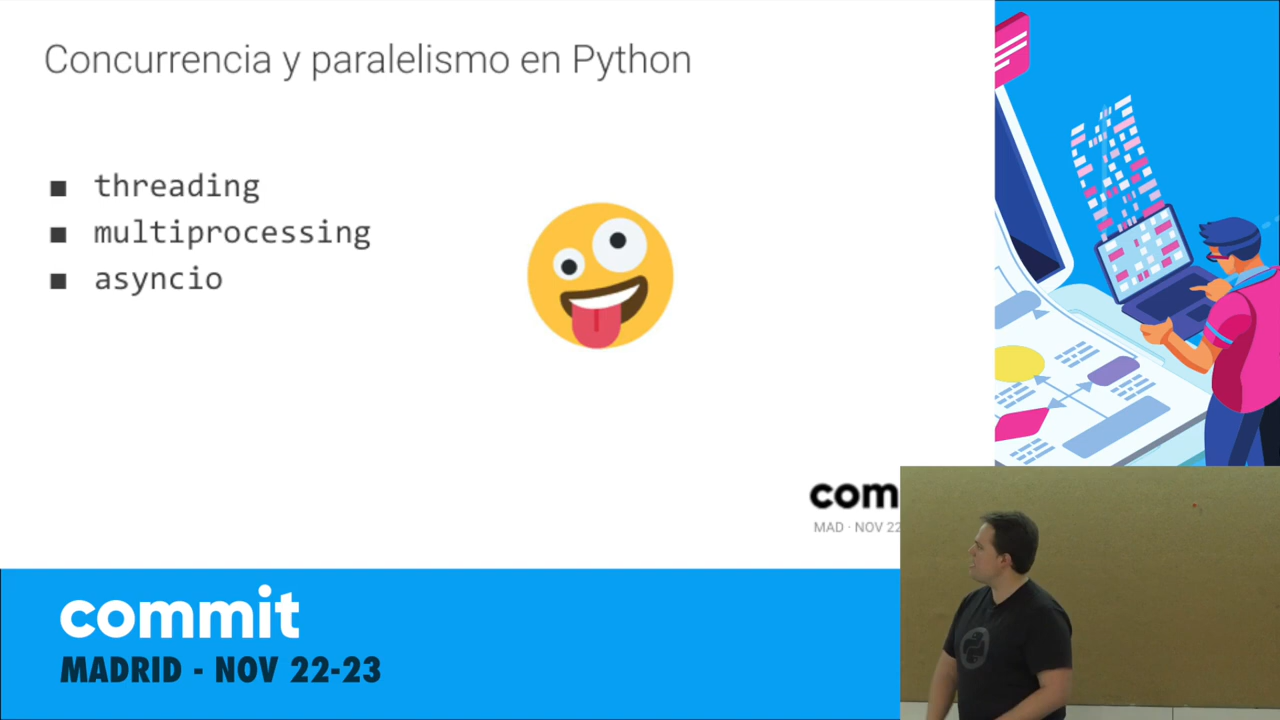 Concurrencia y paralelismo en Python
■ threading
■ multiprocessing
■ asyncio
com
MAD · NOV 22
commit
MADRID - NOV 22-23